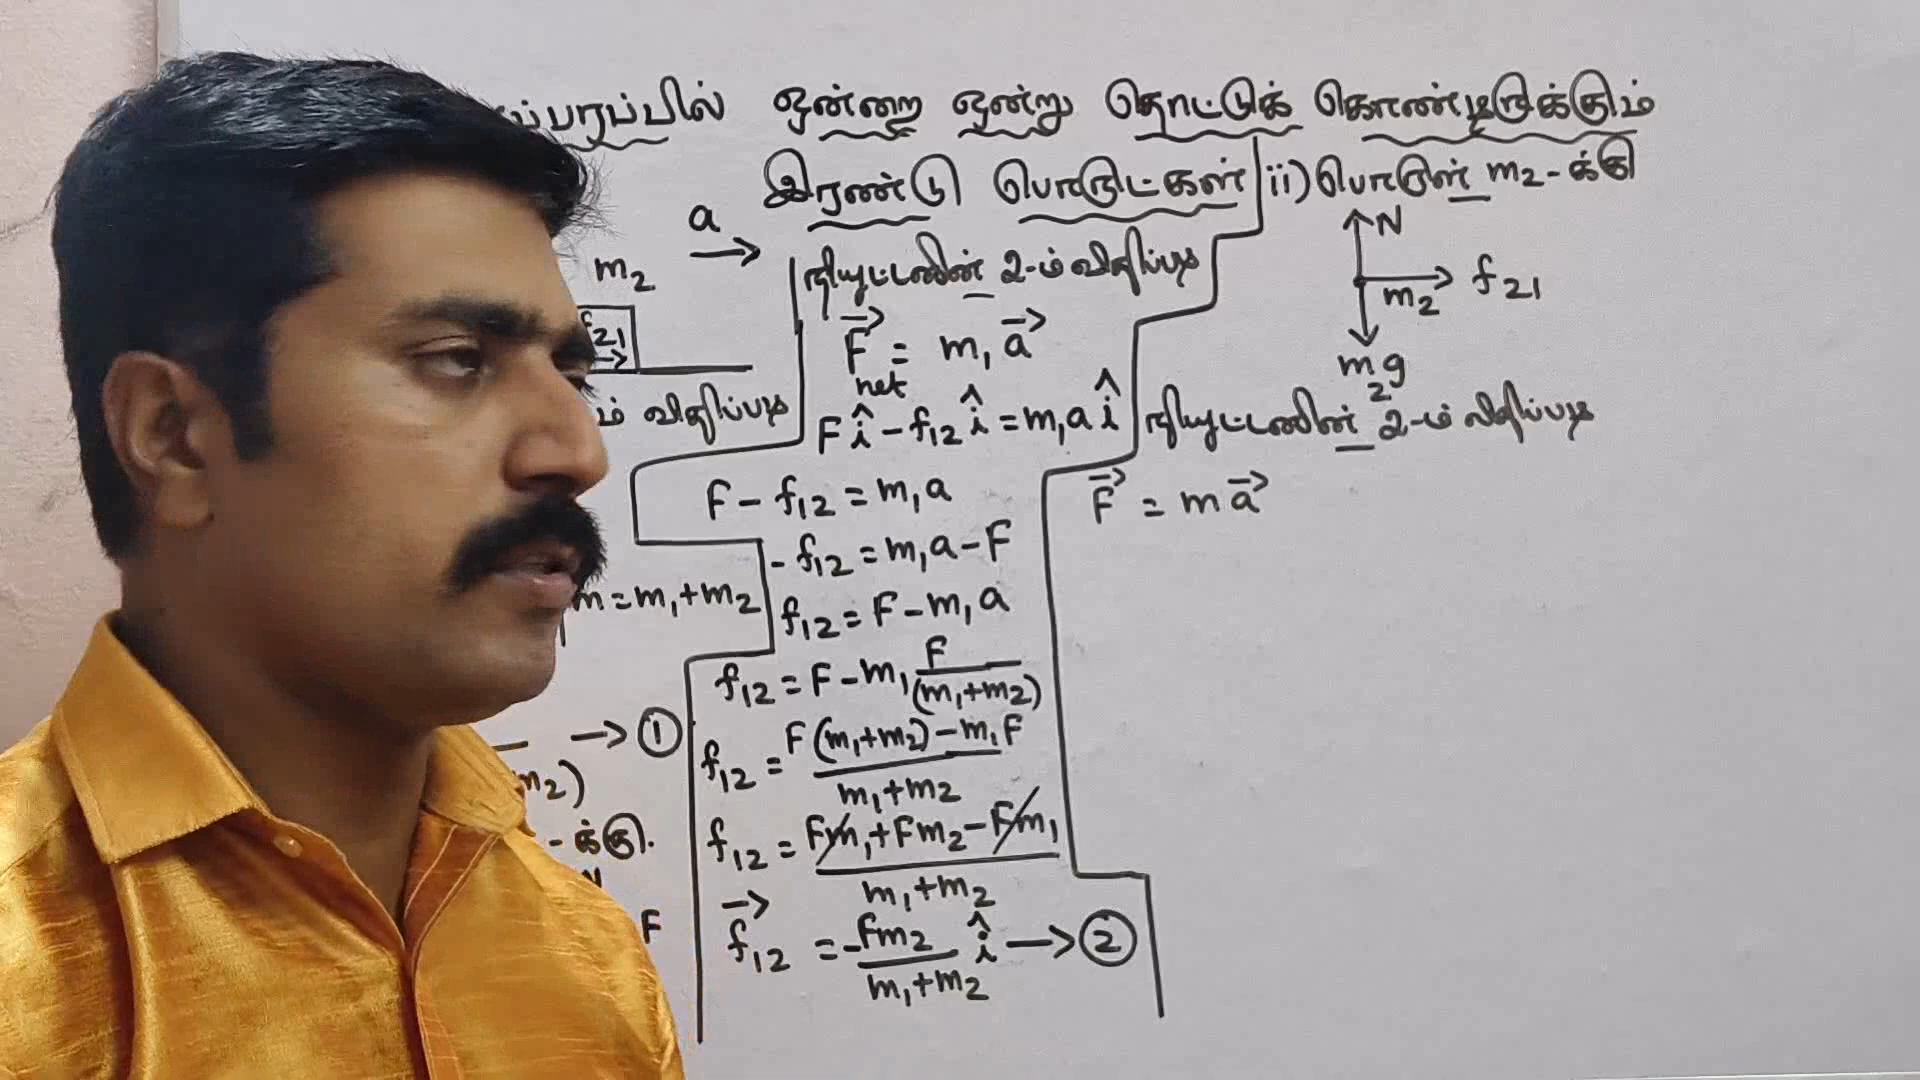 ஒன்றை ஒன்று தொட்டுக் கொண்டிருக்கும்
இரண்டு பொருட்கள்
m2
a
f21
ம் விதிப்படி
m = m1+m2
→ ①
m2)
- க்கு.
F
நியூட்டனின் 2-ம் விதிப்படி
F⃗net = m1 a⃗
F î - f12 î = m1a î
F - f12 = m1a
- f12 = m1a - F
f12 = F - m1a
f12 = F - m1 F/(m1+m2)
f12 = F(m1+m2) - m1F / m1+m2
f12 = Fm1 + Fm2 - Fm1 / m1+m2
f⃗12 = - Fm2 / m1+m2 î → ②
ii) பொருள் m2 - க்கு
N
f21
m2
m2g
நியூட்டனின் 2-ம் விதிப்படி
F⃗ = m a⃗